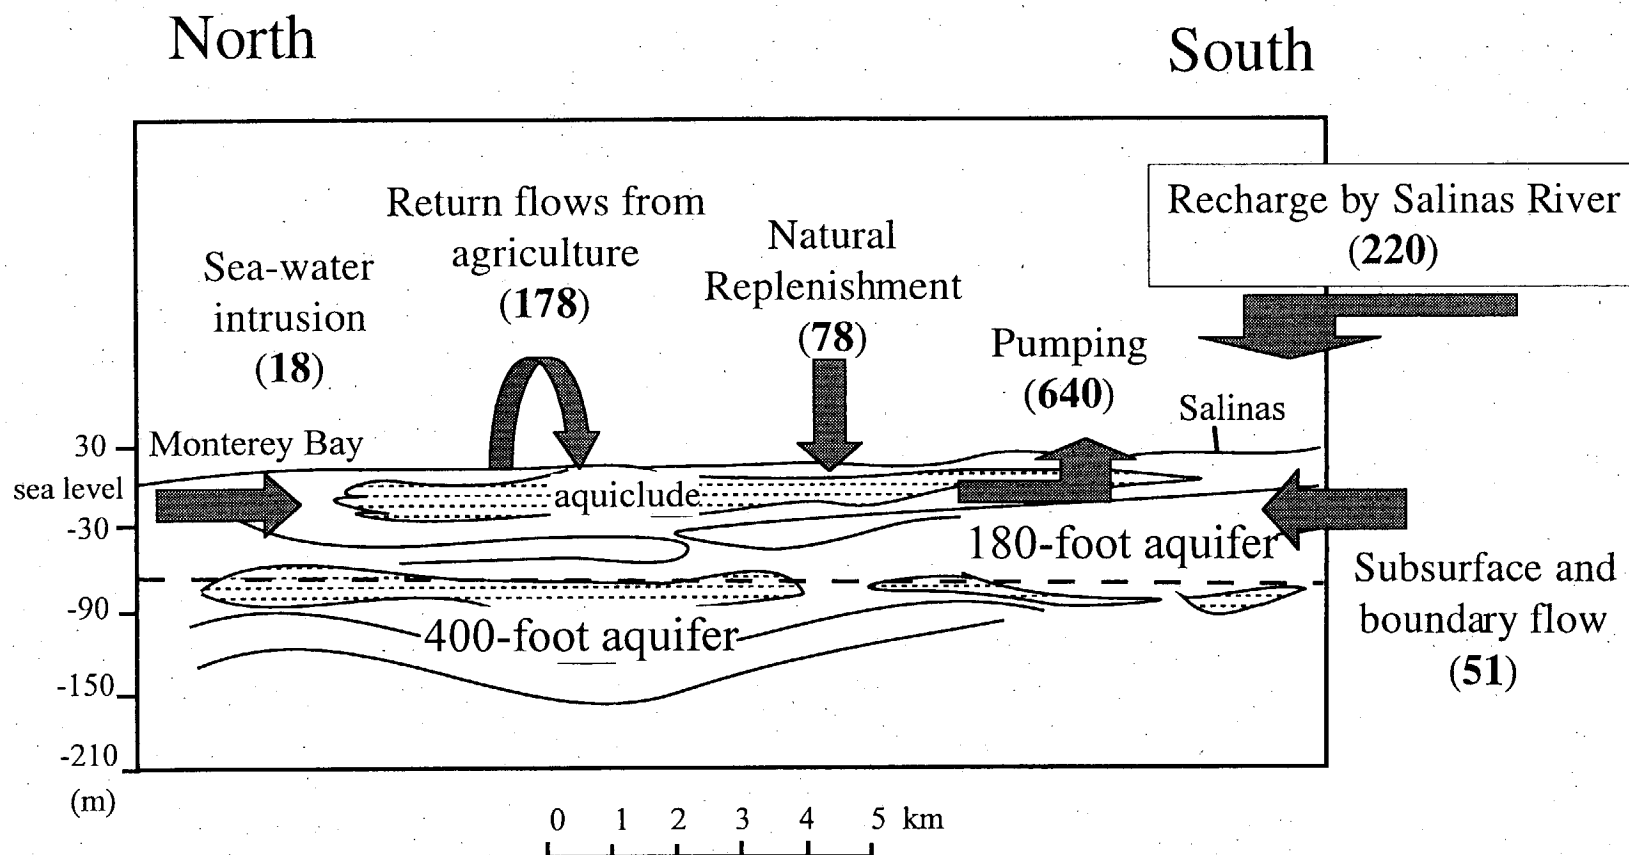 North
South
Recharge by Salinas River
(220)
Return flows from
agriculture
(178)
Natural
Replenishment
(78)
Sea-water
intrusion
(18)
Pumping
(640)
Salinas
Monterey Bay
30
sea level
-30
-90
-150
-210
(m)
aquiclude
180-foot aquifer
400-foot aquifer
Subsurface and
boundary flow
(51)
0 1 2 3 4 5 km